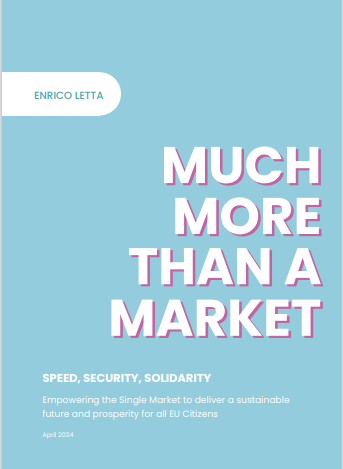 ENRICO LETTA
MUCH
MORE
THAN A
MARKET
SPEED, SECURITY, SOLIDARITY
Empowering the Single Market to deliver a sustainable
future and prosperity for all EU Citizens
April 2024